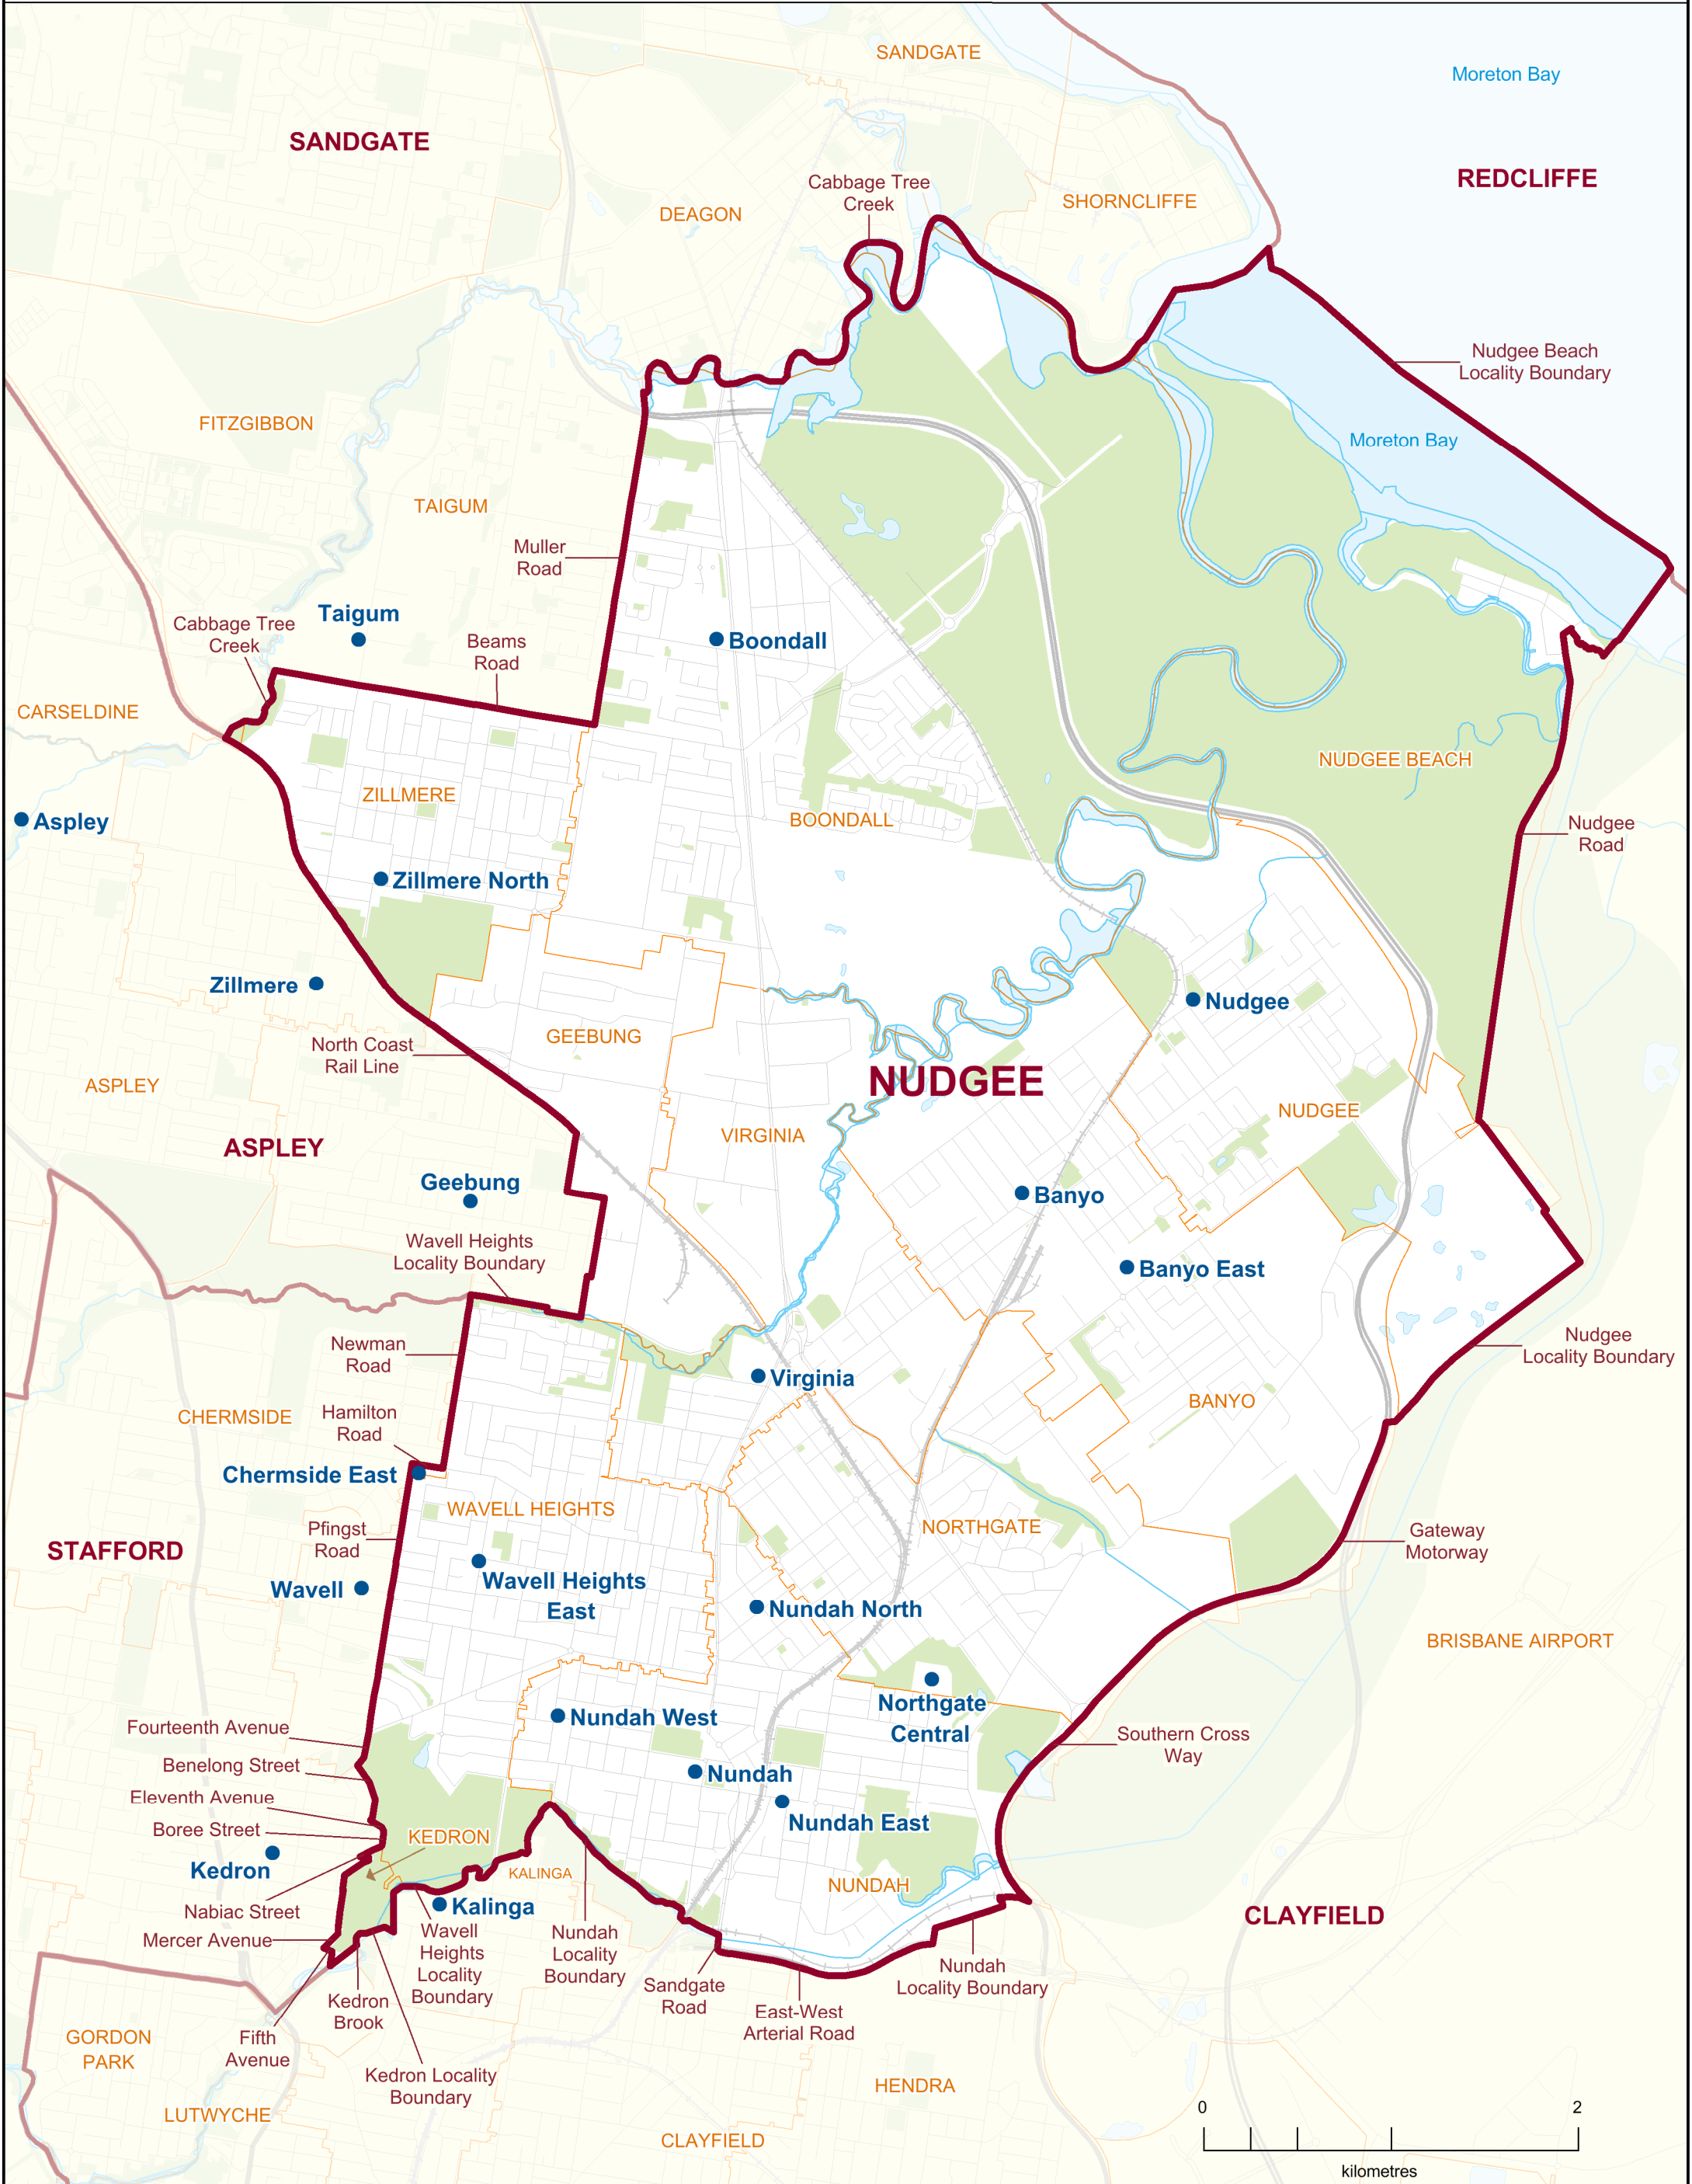 SANDGATE
Moreton Bay
SANDGATE
REDCLIFFE
Cabbage Tree
Creek
SHORNCLIFFE
DEAGON
Nudgee Beach
Locality Boundary
FITZGIBBON
Moreton Bay
TAIGUM
Muller
Road
Taigum
Cabbage Tree
Creek
Beams
Road
Boondall
CARSELDINE
NUDGEE BEACH
ZILLMERE
Aspley
BOONDALL
Nudgee
Road
Zillmere North
Zillmere
Nudgee
North Coast
Rail Line
GEEBUNG
ASPLEY
NUDGEE
NUDGEE
VIRGINIA
ASPLEY
Geebung
Banyo
Wavell Heights
Locality Boundary
Banyo East
Newman
Road
Nudgee
Locality Boundary
Virginia
BANYO
CHERMSIDE
Hamilton
Road
Chermside East
WAVELL HEIGHTS
NORTHGATE
Pfingst
Road
Gateway
Motorway
STAFFORD
Wavell
Wavell Heights
East
Nundah North
BRISBANE AIRPORT
Northgate
Central
Nundah West
Fourteenth Avenue
Southern Cross
Way
Benelong Street
Nundah
Eleventh Avenue
Boree Street
Nundah East
KEDRON
Kedron
KALINGA
NUNDAH
Nabiac Street
Kalinga
CLAYFIELD
Mercer Avenue
Wavell
Heights
Locality
Boundary
Nundah
Locality
Boundary
Nundah
Locality Boundary
Sandgate
Road
Kedron
Brook
East-West
Arterial Road
GORDON
PARK
Fifth
Avenue
Kedron Locality
Boundary
HENDRA
LUTWYCHE
CLAYFIELD
0
2
kilometres